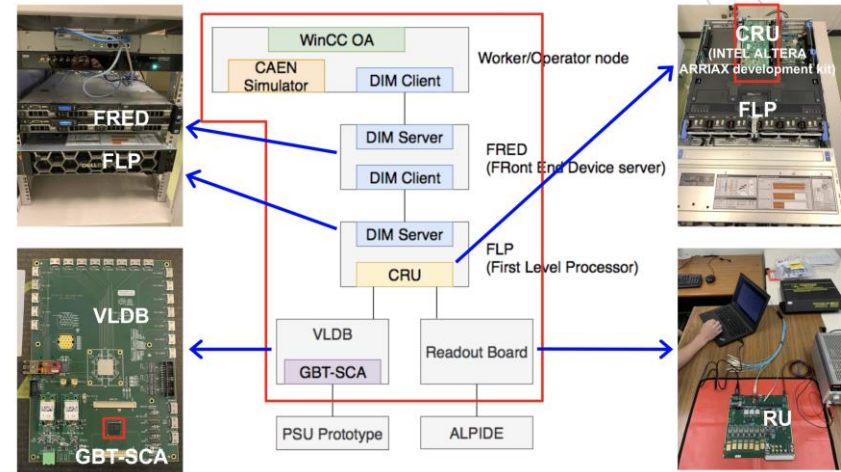 FRED
FLP
VLDB
GBT-SCA
WinCC OA
CAEN
Simulator
DIM Client
Worker/Operator node
DIM Server
DIM Client
FRED
(FRont End Device server)
DIM Server
CRU
FLP
(First Level Processor)
VLDB
GBT-SCA
Readout Board
PSU Prototype
ALPIDE
CRU
(INTEL ALTERA
ARRIAX development kit)
FLP
RU